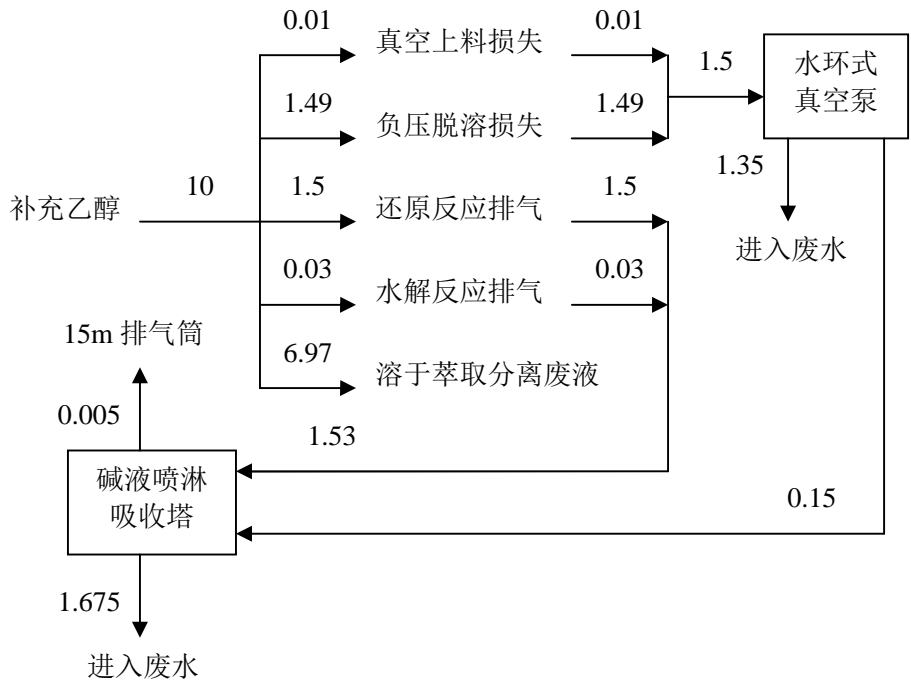 0.01
真空上料损失
0.01
1.5
水环式
真空泵
1.49
负压脱溶损失
1.49
1.35
补充乙醇
10
1.5
还原反应排气
1.5
进入废水
0.03
水解反应排气
0.03
15m 排气筒
6.97
溶于萃取分离废液
0.005
1.53
碱液喷淋
吸收塔
0.15
1.675
进入废水